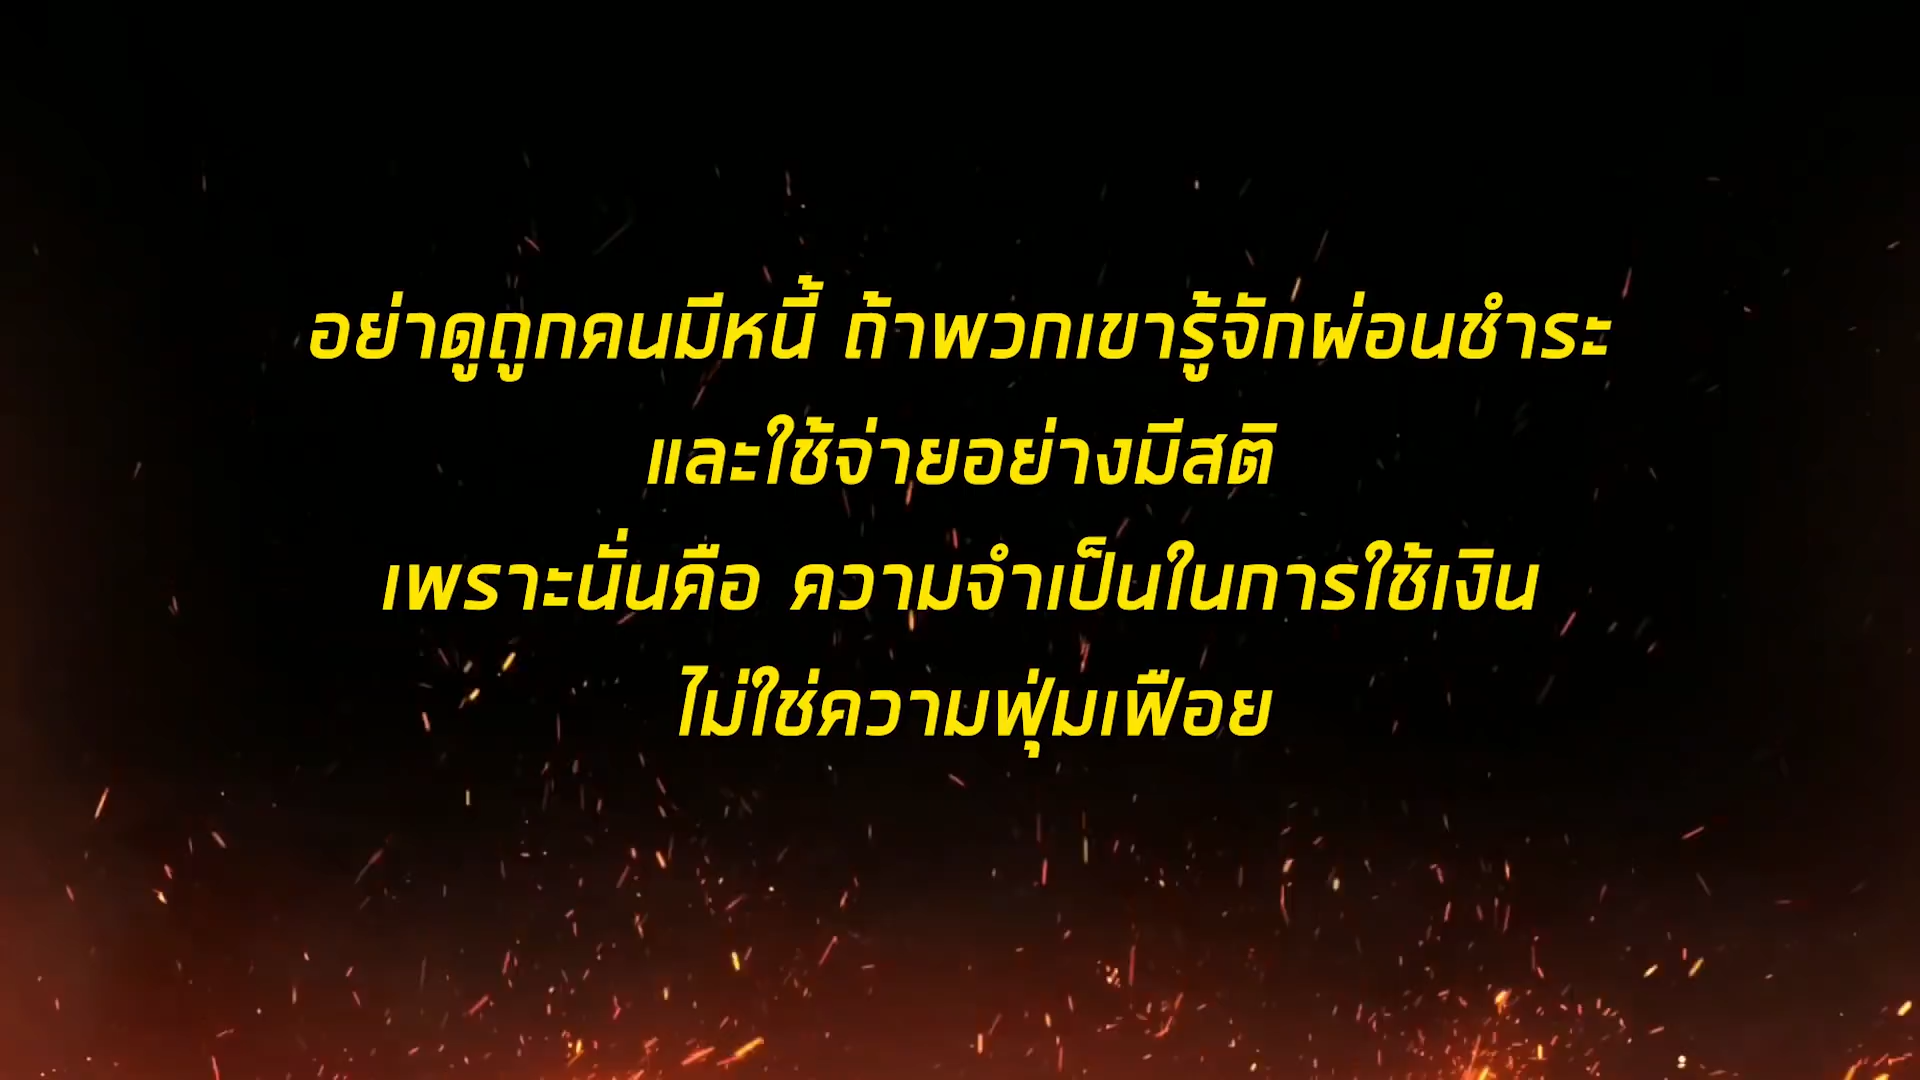 อย่าดูถูกคนมีหนี้ ถ้าพวกเขารู้จักผ่อนชำระ
และใช้จ่ายอย่างมีสติ
เพราะนั่นคือ ความจำเป็นในการใช้เงิน
ไม่ใช่ความฟุ่มเฟือย